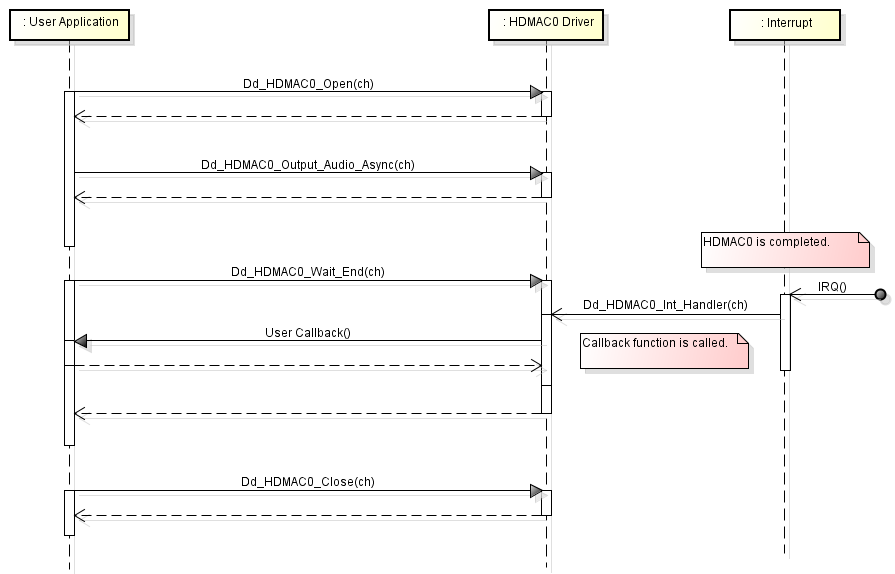 : User Application
: HDMAC0 Driver
: Interrupt
Dd_HDMAC0_Open(ch)
Dd_HDMAC0_Output_Audio_Async(ch)
HDMAC0 is completed.
Dd_HDMAC0_Wait_End(ch)
IRQ()
Dd_HDMAC0_Int_Handler(ch)
User Callback()
Callback function is called.
Dd_HDMAC0_Close(ch)